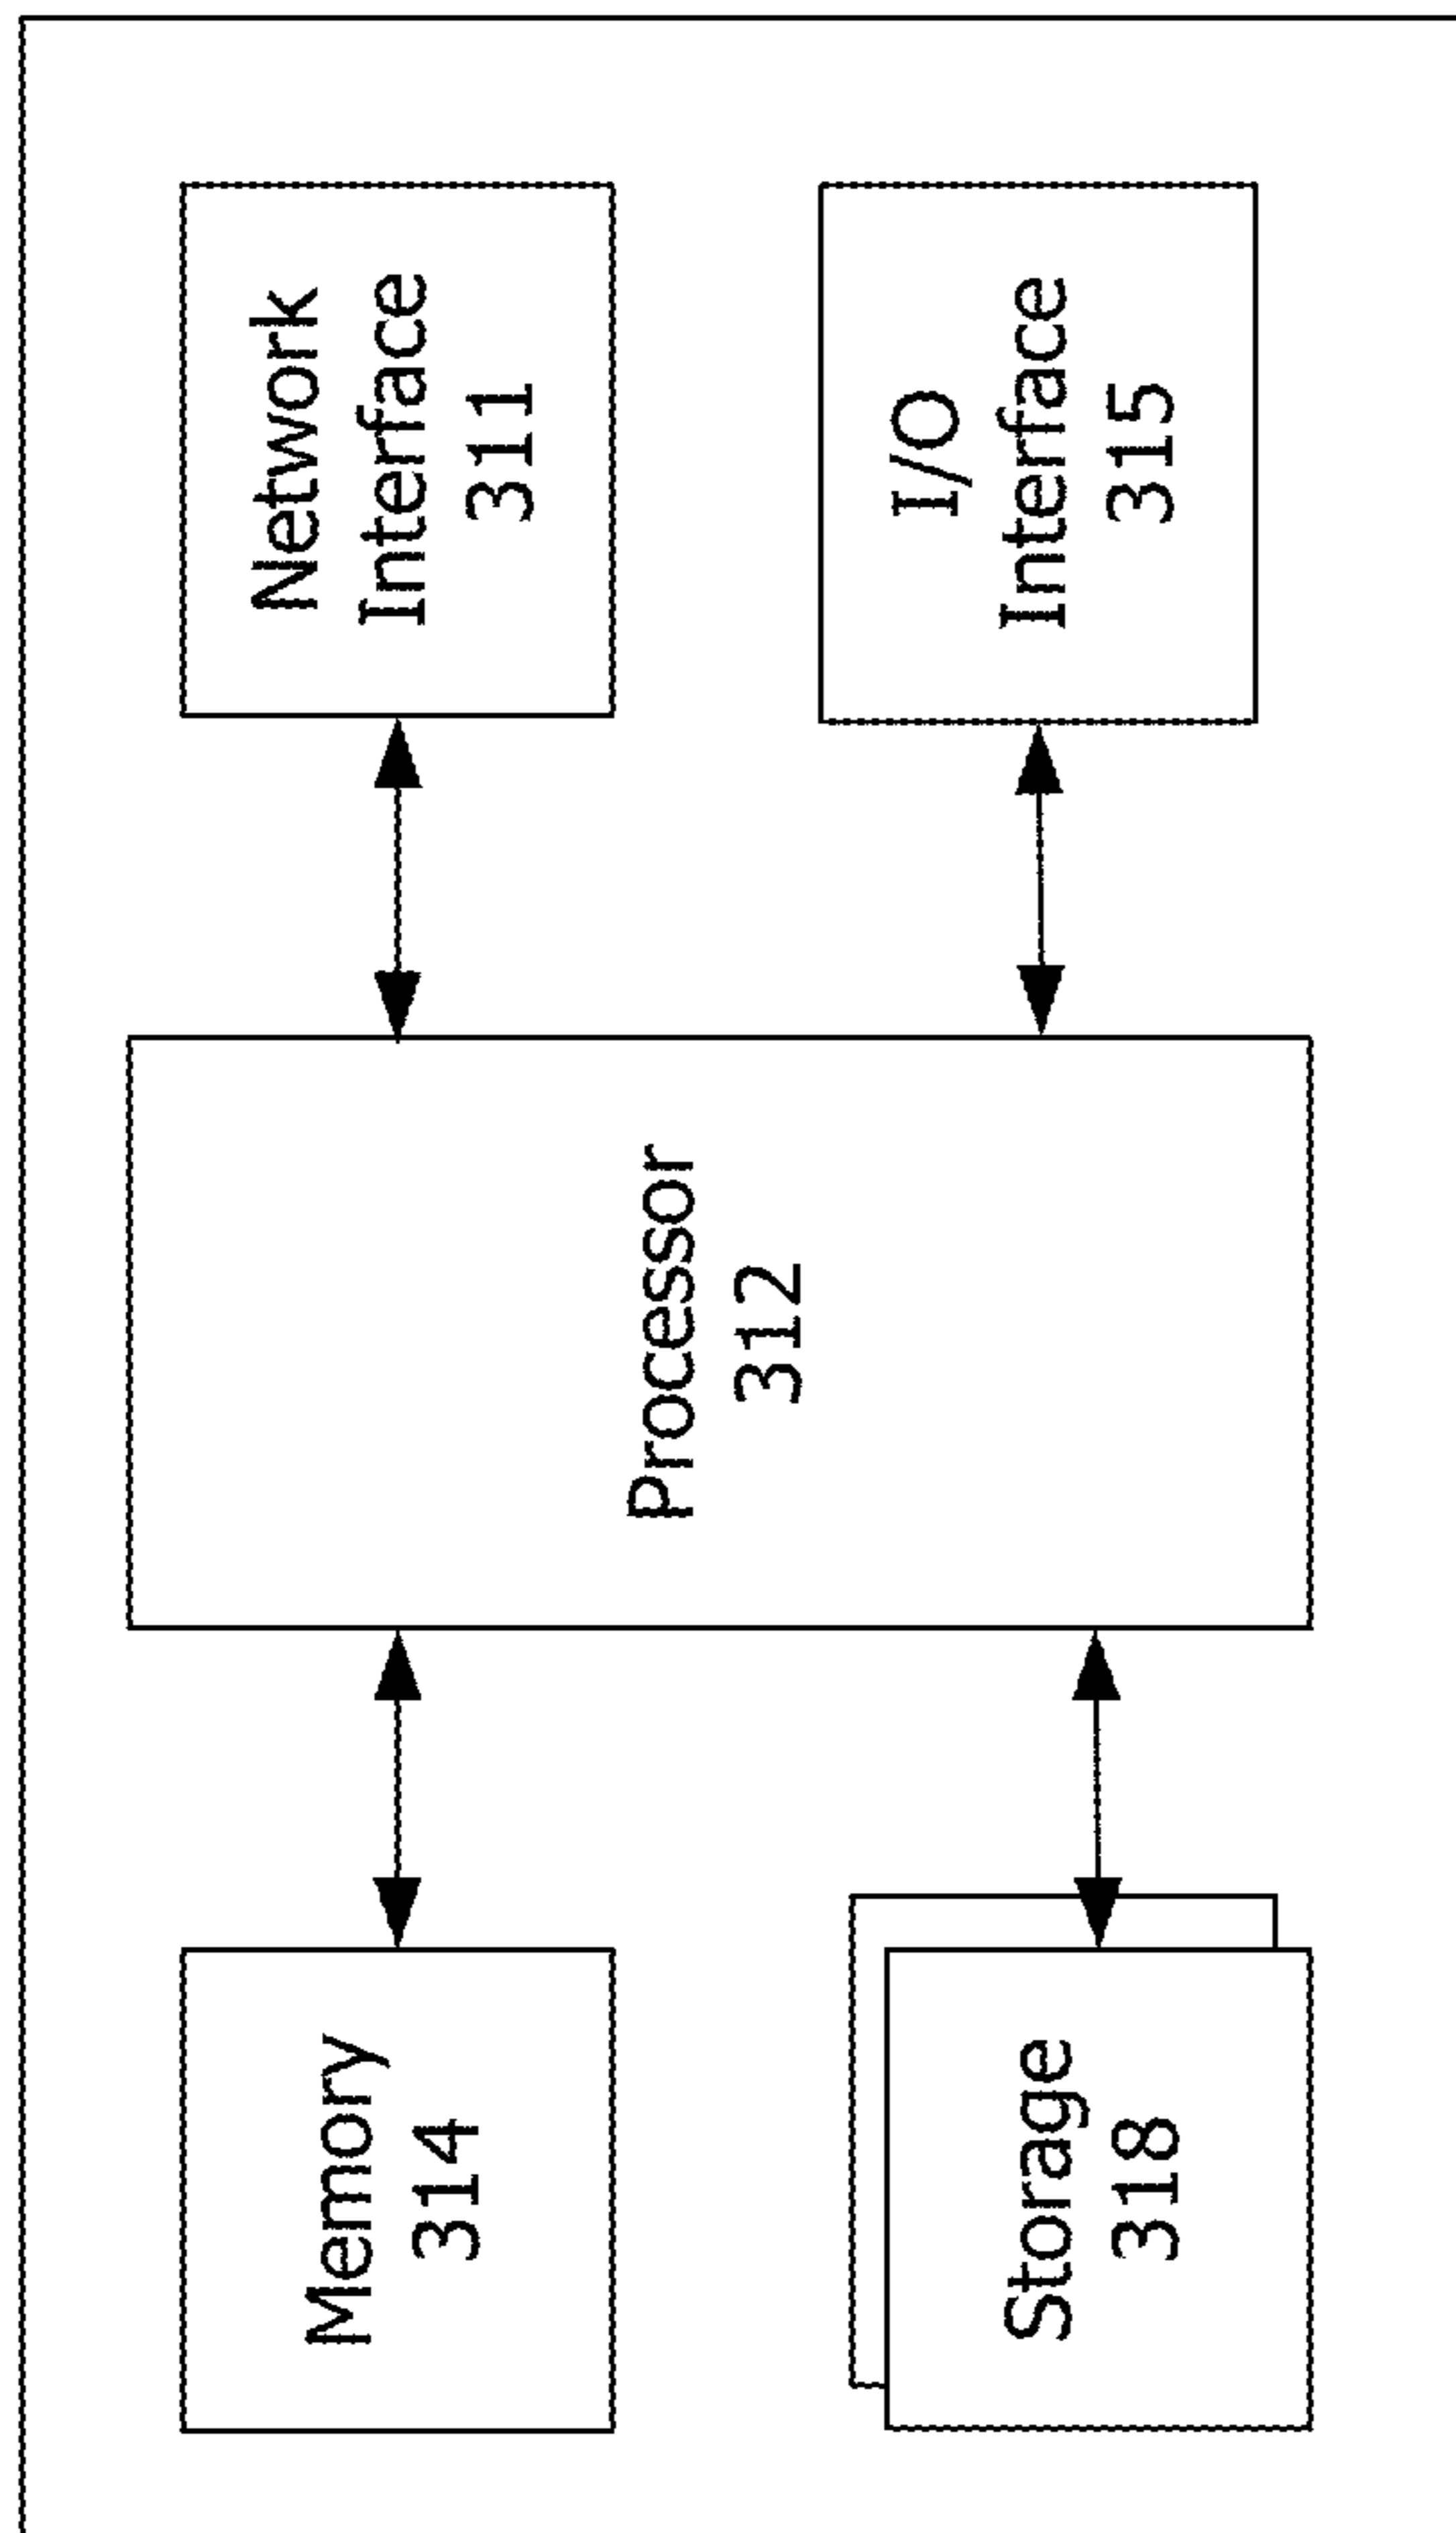 Memory
314
Processor
312
Network
Interface
311
Storage
318
I/O
Interface
315